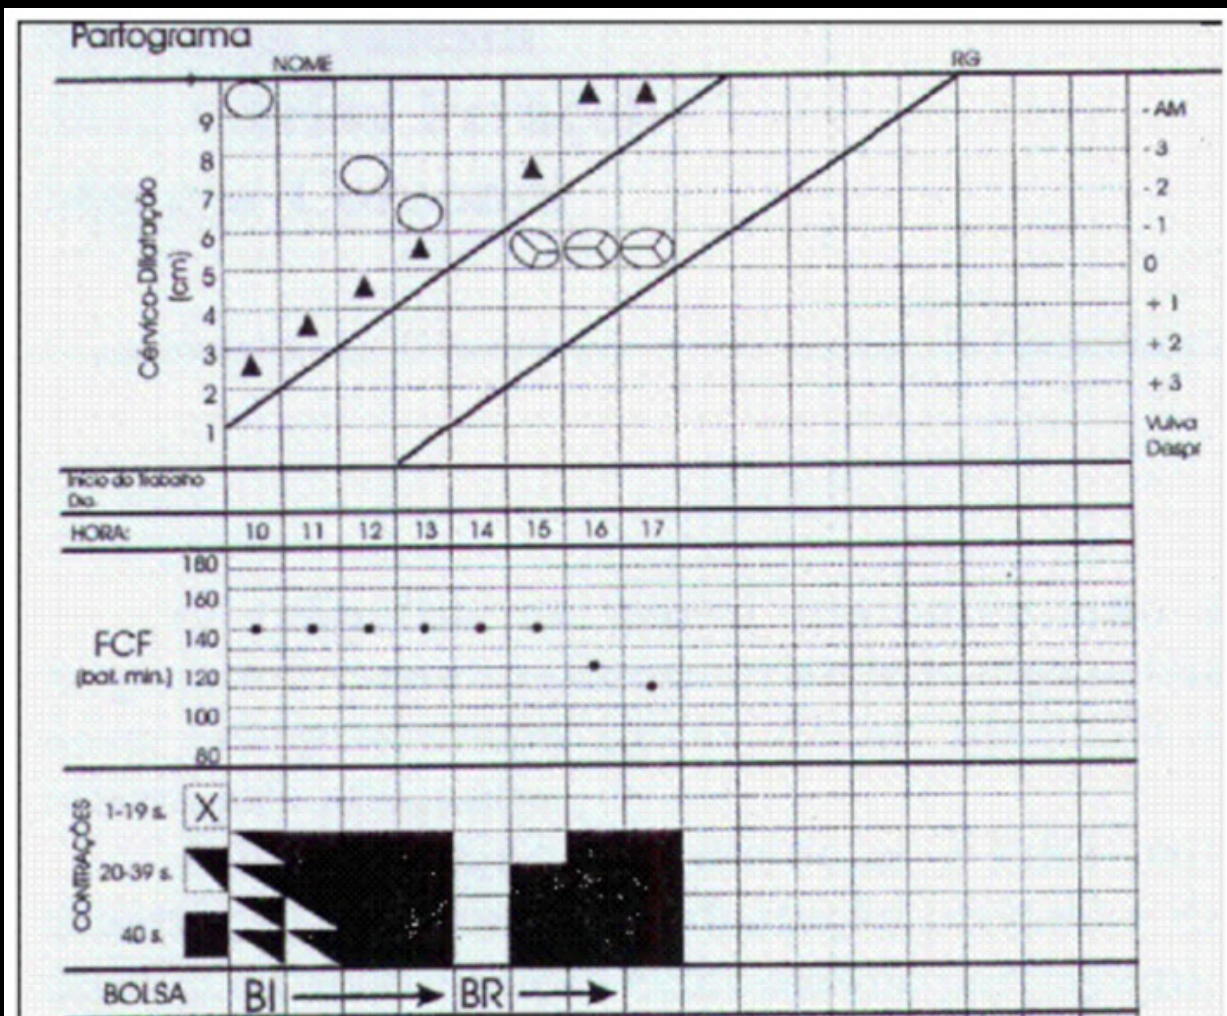 Partograma
NOME RG
9
8
7
6
5
4
3
2
1
Cérvico-Dilatação
(cm)
- AM
- 3
- 2
- 1
0
+ 1
+ 2
+ 3
Vulva
Despr
Início do Trabalho
Dia.
HORA: 10 11 12 13 14 15 16 17
FCF
(bat. min.)
180
160
140
120
100
80
CONTRAÇÕES
1-19 s. X
20-39 s.
40 s.
BOLSA BI BR